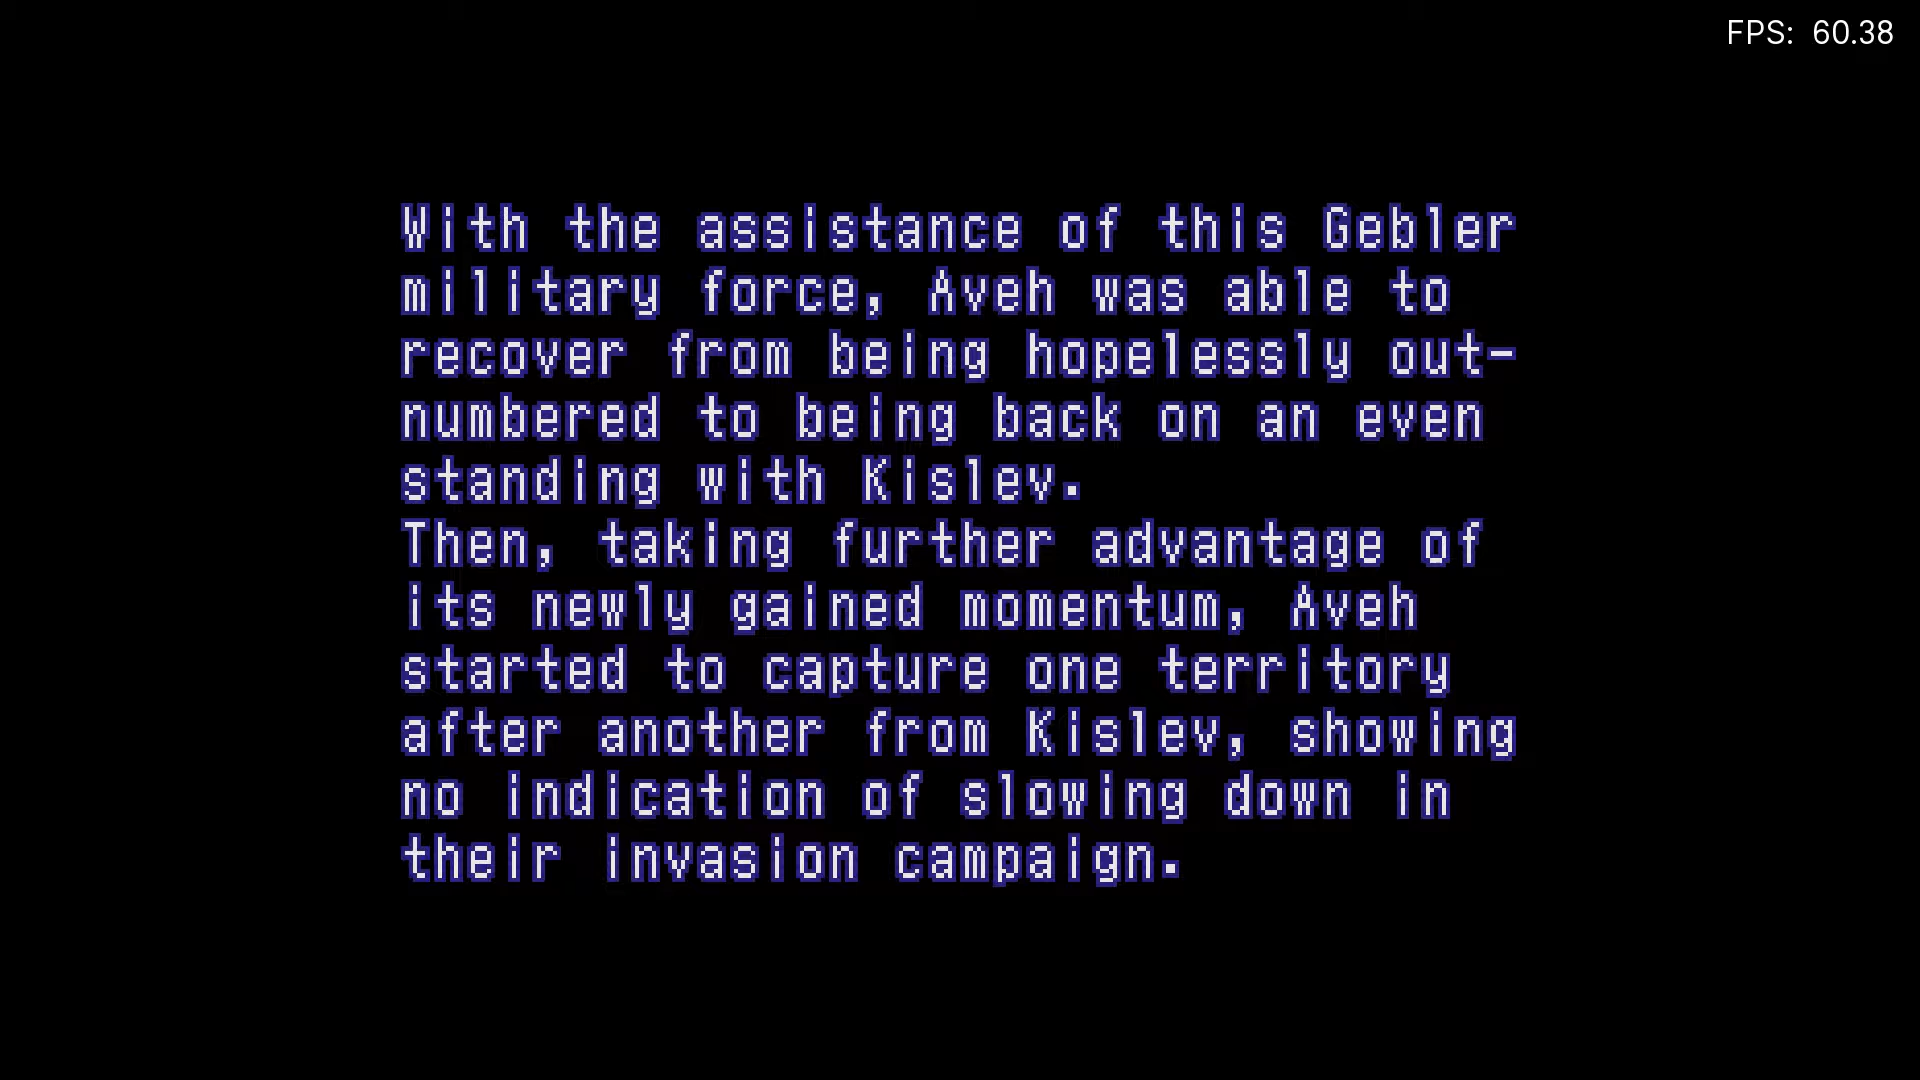 FPS: 60.38
With the assistance of this Gebler
military force, Aveh was able to
recover from being hopelessly out-
numbered to being back on an even
standing with Kislev.
Then, taking further advantage of
its newly gained momentum, Aveh
started to capture one territory
after another from Kislev, showing
no indication of slowing down in
their invasion campaign.